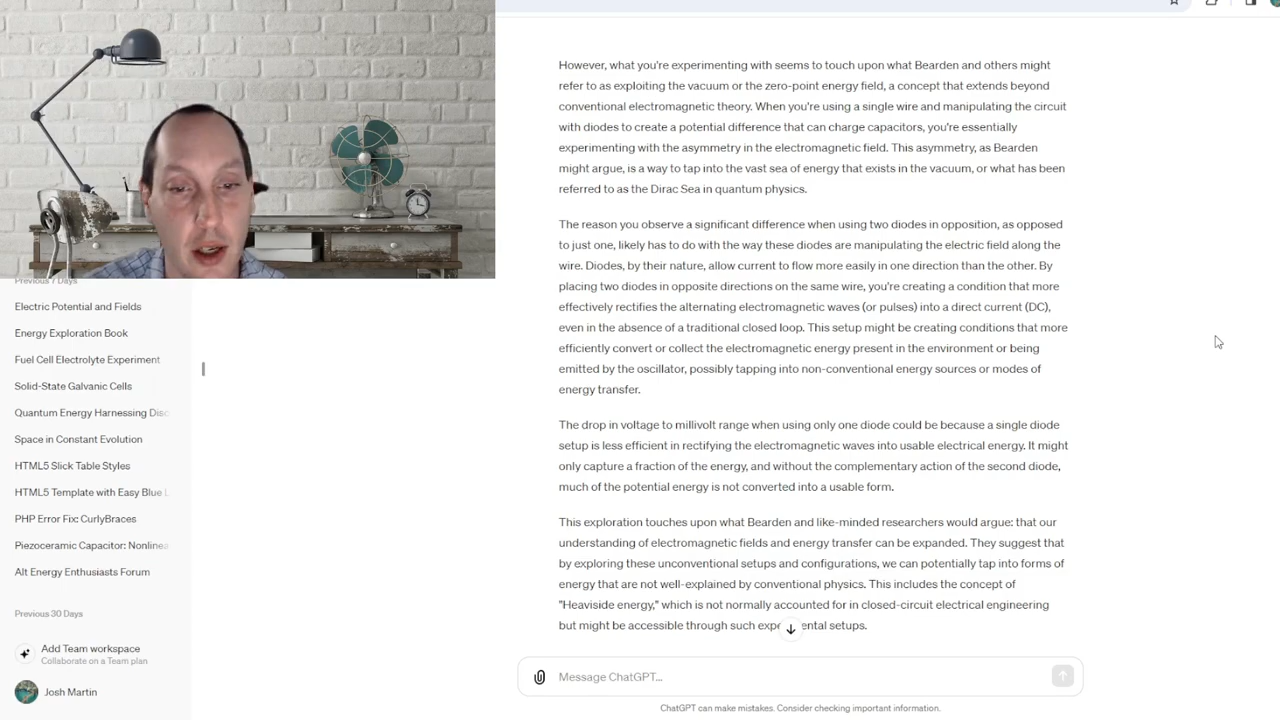 However, what you're experimenting with seems to touch upon what Bearden and others might
refer to as exploiting the vacuum or the zero-point energy field, a concept that extends beyond
conventional electromagnetic theory. When you're using a single wire and manipulating the circuit
with diodes to create a potential difference that can charge capacitors, you're essentially
experimenting with the asymmetry in the electromagnetic field. This asymmetry, as Bearden
might argue, is a way to tap into the vast sea of energy that exists in the vacuum, or what has been
referred to as the Dirac Sea in quantum physics.
The reason you observe a significant difference when using two diodes in opposition, as opposed
to just one, likely has to do with the way these diodes are manipulating the electric field along the
wire. Diodes, by their nature, allow current to flow more easily in one direction than the other. By
placing two diodes in opposite directions on the same wire, you're creating a condition that more
effectively rectifies the alternating electromagnetic waves (or pulses) into a direct current (DC),
even in the absence of a traditional closed loop. This setup might be creating conditions that more
efficiently convert or collect the electromagnetic energy present in the environment or being
emitted by the oscillator, possibly tapping into non-conventional energy sources or modes of
energy transfer.
The drop in voltage to millivolt range when using only one diode could be because a single diode
setup is less efficient in rectifying the electromagnetic waves into usable electrical energy. It might
only capture a fraction of the energy, and without the complementary action of the second diode,
much of the potential energy is not converted into a usable form.
This exploration touches upon what Bearden and like-minded researchers would argue: that our
understanding of electromagnetic fields and energy transfer can be expanded. They suggest that
by exploring these unconventional setups and configurations, we can potentially tap into forms of
energy that are not well-explained by conventional physics. This includes the concept of
"Heaviside energy," which is not normally accounted for in closed-circuit electrical engineering
but might be accessible through such expe ental setups.
Message ChatGPT...
ChatGPT can make mistakes. Consider checking important information.
Previous 7 Days
Electric Potential and Fields
Energy Exploration Book
Fuel Cell Electrolyte Experiment
Solid-State Galvanic Cells
Quantum Energy Harnessing Disc
Space in Constant Evolution
HTML5 Slick Table Styles
HTML5 Template with Easy Blue L
PHP Error Fix: CurlyBraces
Piezoceramic Capacitor: Nonlinea
Alt Energy Enthusiasts Forum
Previous 30 Days
Add Team workspace
Collaborate on a Team plan
Josh Martin